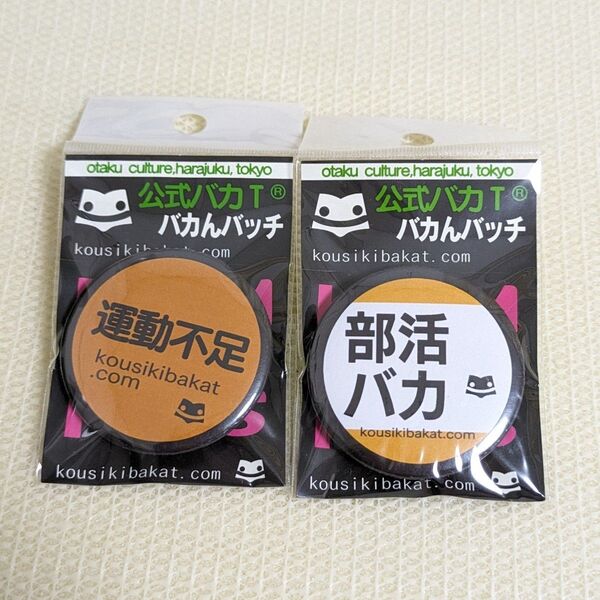 otaku culture,harajuku, tokyo
公式バカT®
バカんバッチ
kousikibakat.com
運動不足
kousikibakat
.com
kousikibakat.com
otaku culture,harajuku, tokyo
公式バカT®
バカんバッチ
kousikibakat.com
部活
バカ
kousikibakat.com
kousikibakat.com